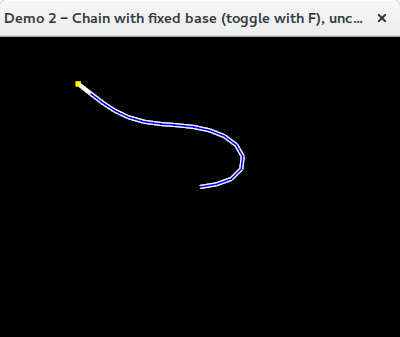 Demo 2 – Chain with fixed base (toggle with F), unc...